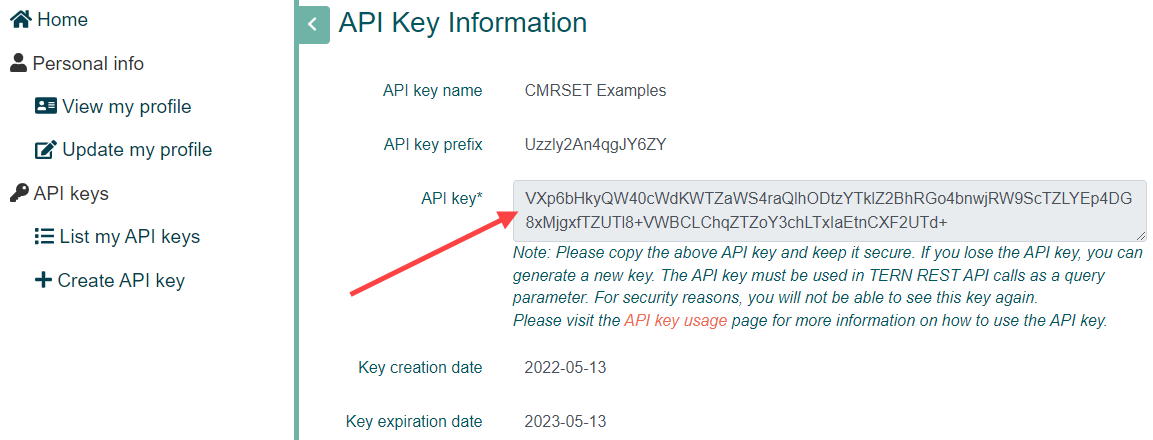 Home
Personal info
View my profile
Update my profile
API keys
List my API keys
Create API key
API Key Information
API key name CMRSET Examples
API key prefix Uzzly2An4qgJY6ZY
API key* VXp6bHkyQW40cWdKWTZaWS4raQlhODtzYTklZ2BhRGo4bnwjRW9ScTZLYEp4DG
8xMjgxfTZUTl8+VWBCLChqZTZoY3chLTxlaEtnCXF2UTd+
Note: Please copy the above API key and keep it secure. If you lose the API key, you can
generate a new key. The API key must be used in TERN REST API calls as a query
parameter. For security reasons, you will not be able to see this key again.
Please visit the API key usage page for more information on how to use the API key.
Key creation date 2022-05-13
Key expiration date 2023-05-13